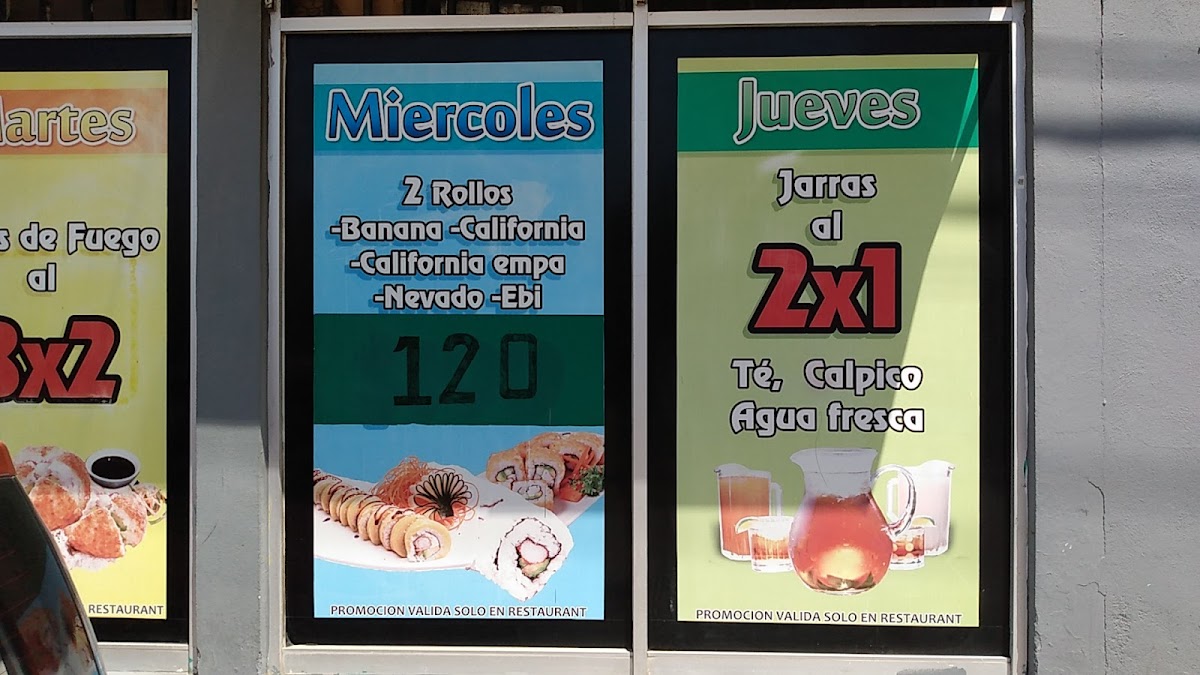 Martes
de Fuego
al
3x2
RESTAURANT
Miercoles
2 Rollos
-Banana -California
-California empa
-Nevado -Ebi
120
PROMOCION VALIDA SOLO EN RESTAURANT
Jueves
Jarras
al
2x1
Té, Calpico
Agua fresca
PROMOCION VALIDA SOLO EN RESTAURANT